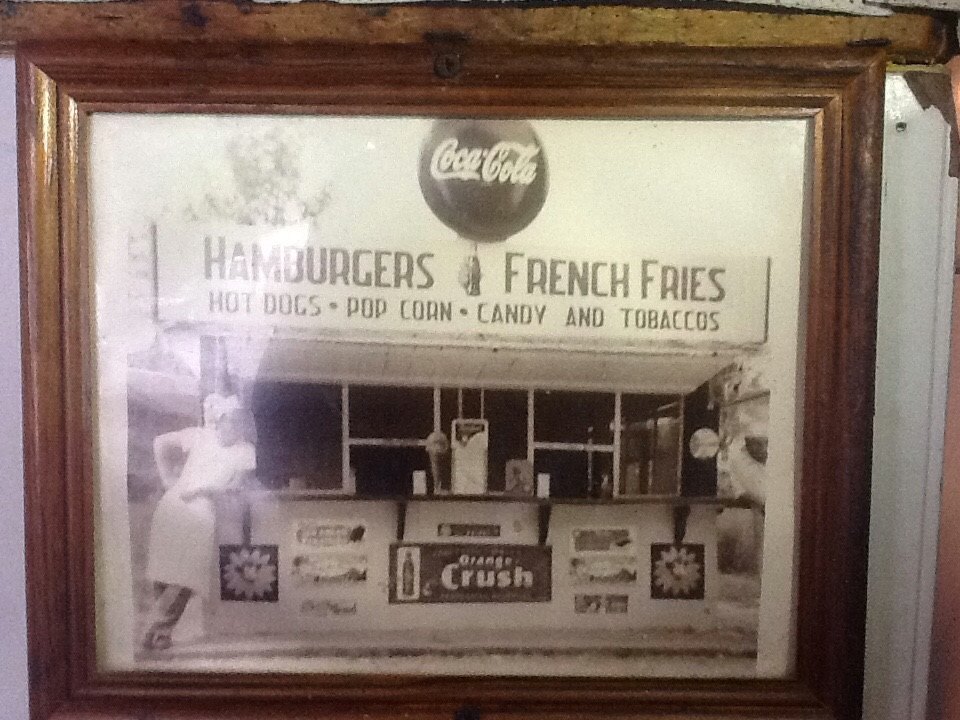 Coca-Cola
HAMBURGERS FRENCH FRIES
HOT DOGS • POP CORN • CANDY AND TOBACCOS
Orange
Crush